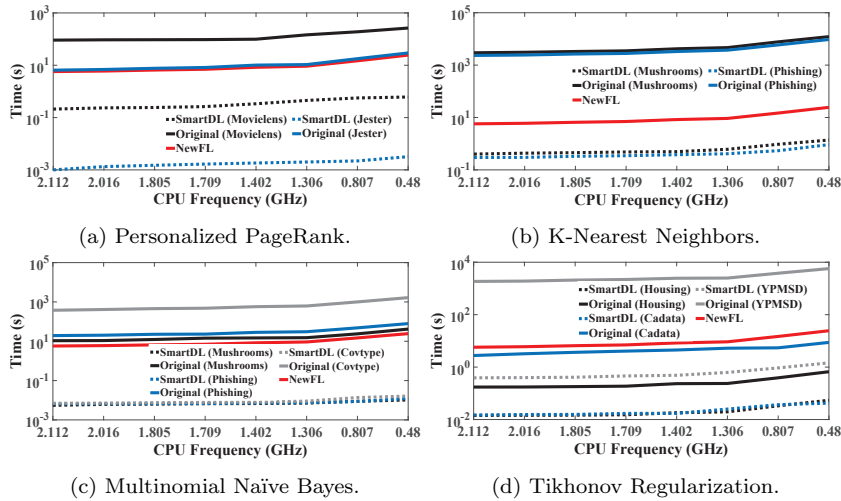 10^5
10^3
10^1
10^-1
10^-3
Time (s)
SmartDL (Movielens) SmartDL (Jester)
Original (Movielens) Original (Jester)
NewFL
2.112 2.016 1.805 1.709 1.402 1.306 0.807 0.48
CPU Frequency (GHz)
(a) Personalized PageRank.
10^5
10^3
10^1
10^-1
Time (s)
SmartDL (Mushrooms) SmartDL (Phishing)
Original (Mushrooms) Original (Phishing)
NewFL
2.112 2.016 1.805 1.709 1.402 1.306 0.807 0.48
CPU Frequency (GHz)
(b) K-Nearest Neighbors.
10^5
10^3
10^1
10^-1
10^-3
Time (s)
SmartDL (Mushrooms) SmartDL (Covtype)
Original (Mushrooms) Original (Covtype)
SmartDL (Phishing) NewFL
Original (Phishing)
2.112 2.016 1.805 1.709 1.402 1.306 0.807 0.48
CPU Frequency (GHz)
(c) Multinomial Naïve Bayes.
10^4
10^2
10^0
10^-2
Time (s)
SmartDL (Housing) SmartDL (YPMSD)
Original (Housing) Original (YPMSD)
SmartDL (Cadata) NewFL
Original (Cadata)
2.112 2.016 1.805 1.709 1.402 1.306 0.807 0.48
CPU Frequency (GHz)
(d) Tikhonov Regularization.